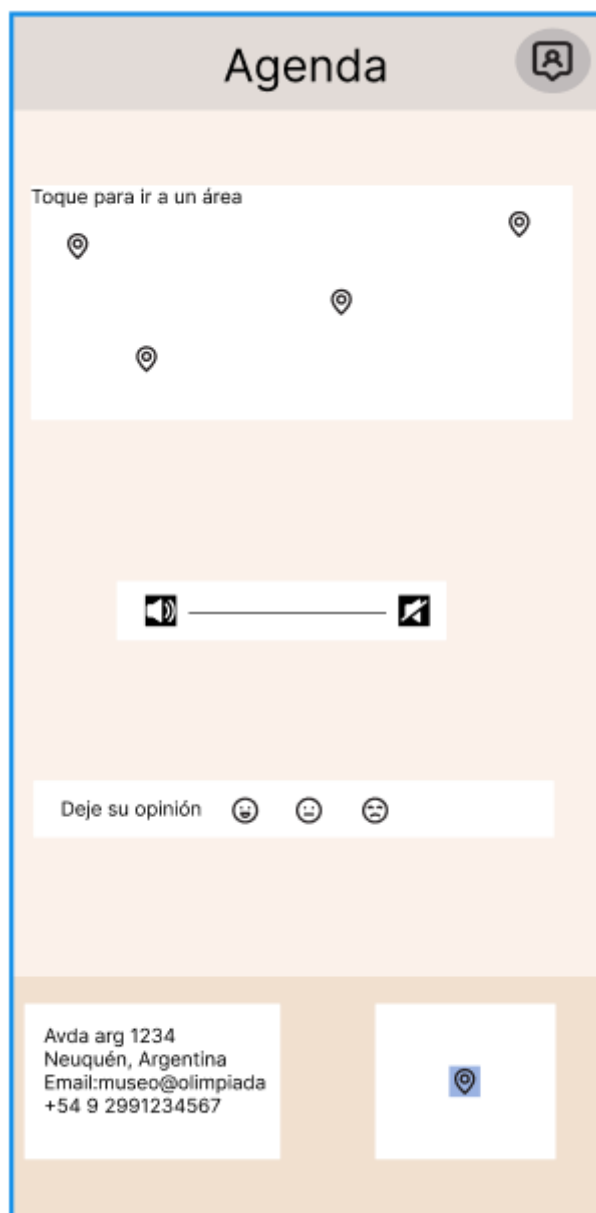 Agenda
Toque para ir a un área
Deje su opinión
Avda arg 1234
Neuquén, Argentina
Email:museo@olimpiada
+54 9 2991234567